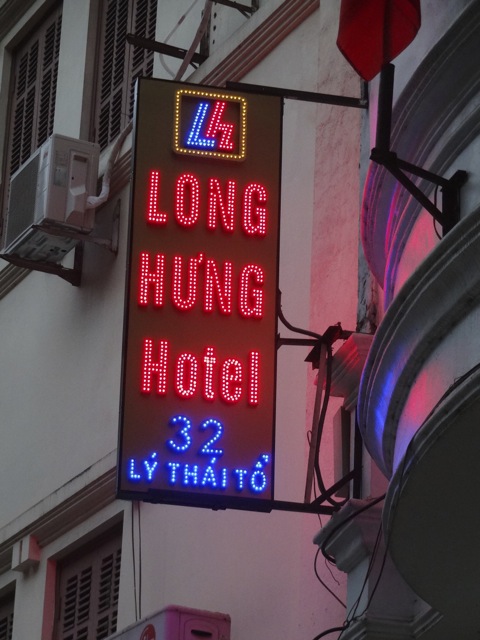 Lh
LONG
HƯNG
Hotel
32
LÝ THÁI TỔ